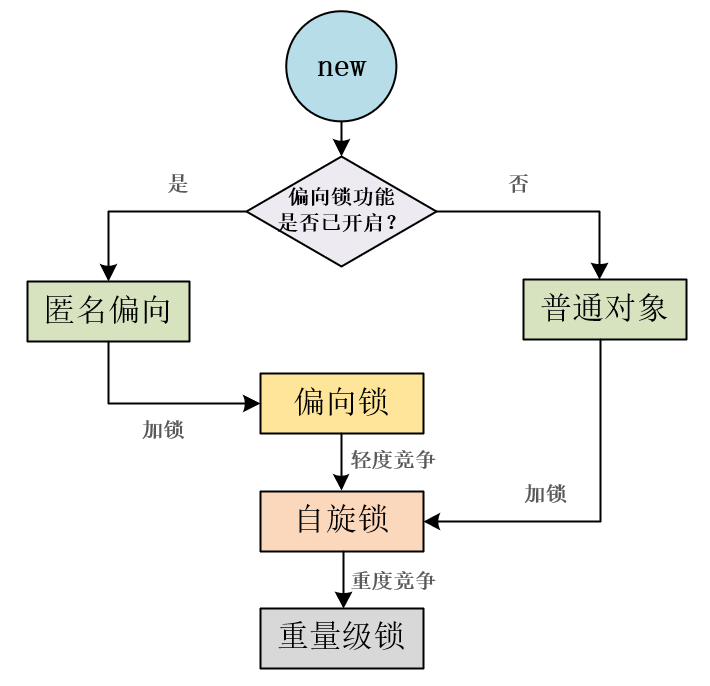 new
偏向锁功能
是否已开启？
是
否
匿名偏向
普通对象
偏向锁
加锁
轻度竞争
加锁
自旋锁
重度竞争
重量级锁